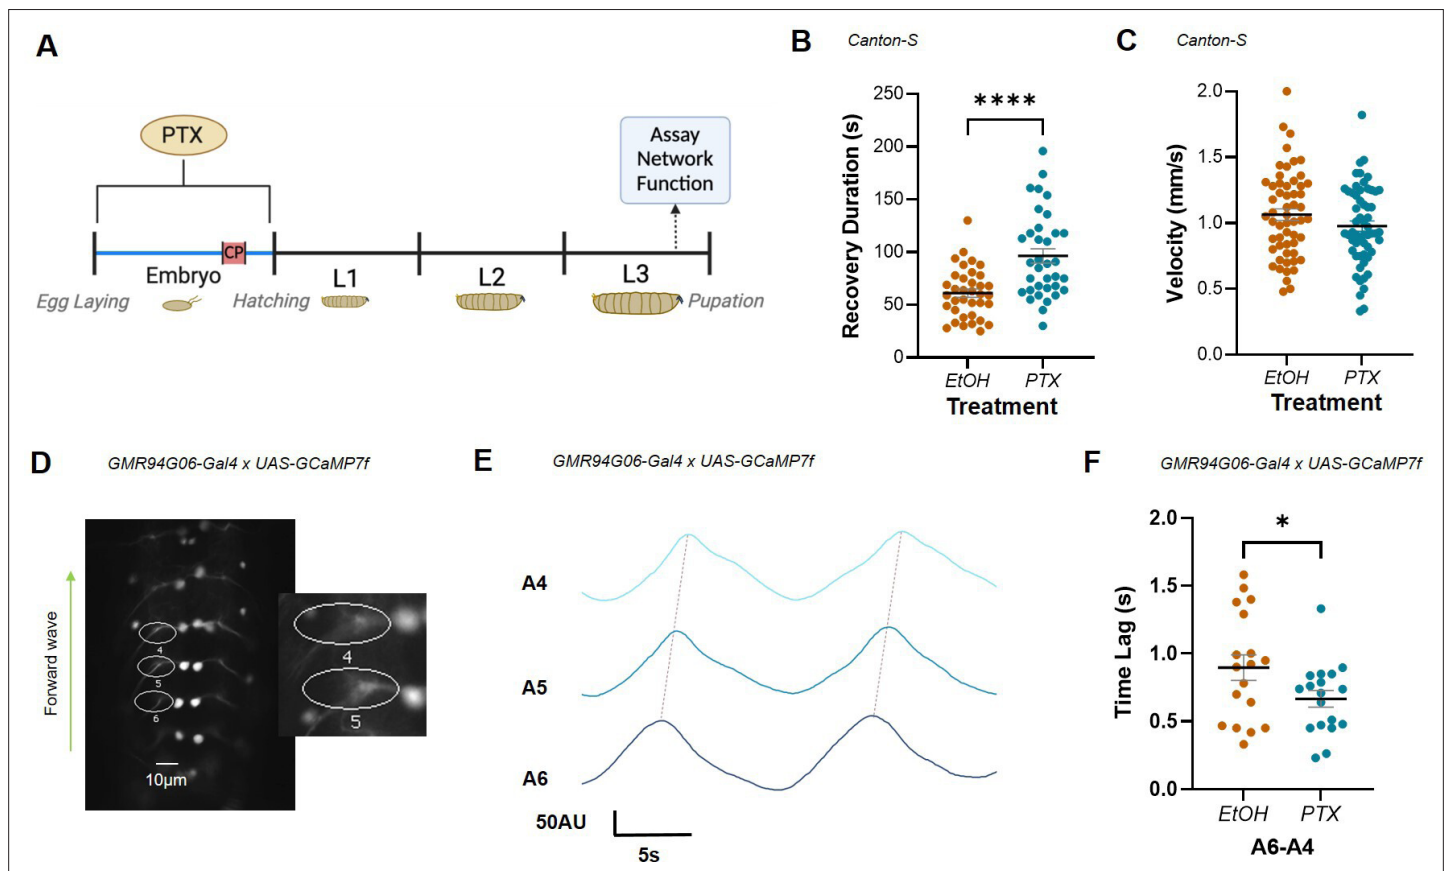 A
PTX
Assay
Network
Function
CP
Embryo
L1
L2
L3
Egg Laying
Hatching
Pupation
B
Canton-S
****
Recovery Duration (s)
250
200
150
100
50
0
EtOH
PTX
Treatment
C
Canton-S
Velocity (mm/s)
2.0
1.5
1.0
0.5
0.0
EtOH
PTX
Treatment
D
GMR94G06-Gal4 x UAS-GCaMP7f
Forward wave
4
5
6
10µm
4
5
E
GMR94G06-Gal4 x UAS-GCaMP7f
A4
A5
A6
50AU
5s
F
GMR94G06-Gal4 x UAS-GCaMP7f
*
Time Lag (s)
2.0
1.5
1.0
0.5
0.0
EtOH
PTX
A6-A4